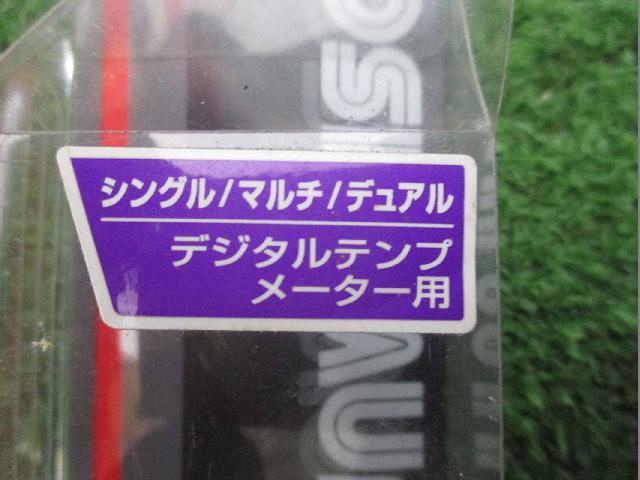 シングル/マルチ/デュアル
デジタルテンプ
メーター用